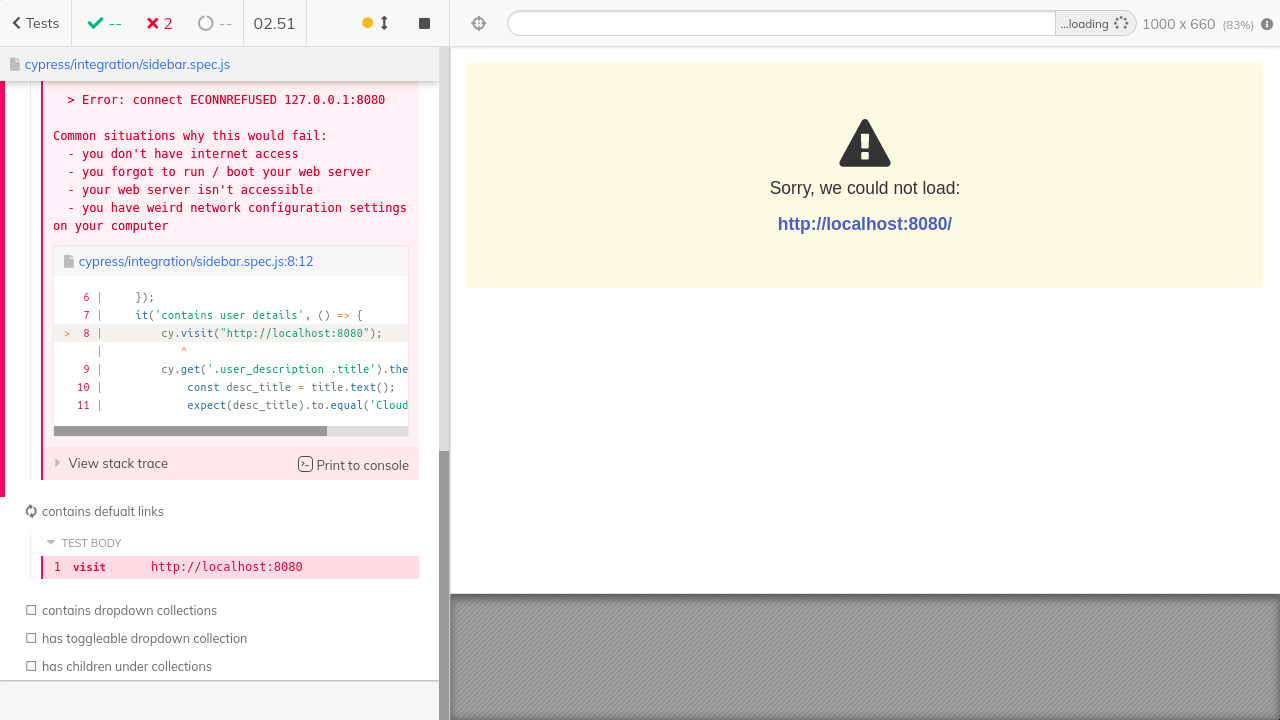 Tests
--
2
--
02.51
...loading
1000 x 660 (83%)
cypress/integration/sidebar.spec.js
> Error: connect ECONNREFUSED 127.0.0.1:8080
Common situations why this would fail:
- you don't have internet access
- you forgot to run / boot your web server
- your web server isn't accessible
- you have weird network configuration settings
on your computer
cypress/integration/sidebar.spec.js:8:12
6 | });
7 | it('contains user details', () => {
> 8 | cy.visit("http://localhost:8080");
| ^
9 | cy.get('.user_description .title').the
10 | const desc_title = title.text();
11 | expect(desc_title).to.equal('Cloud
View stack trace
Print to console
contains defualt links
TEST BODY
1 visit http://localhost:8080
contains dropdown collections
has toggleable dropdown collection
has children under collections
Sorry, we could not load:
http://localhost:8080/